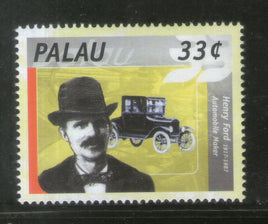 PALAU 33¢
Henry Ford
Automobile Maker